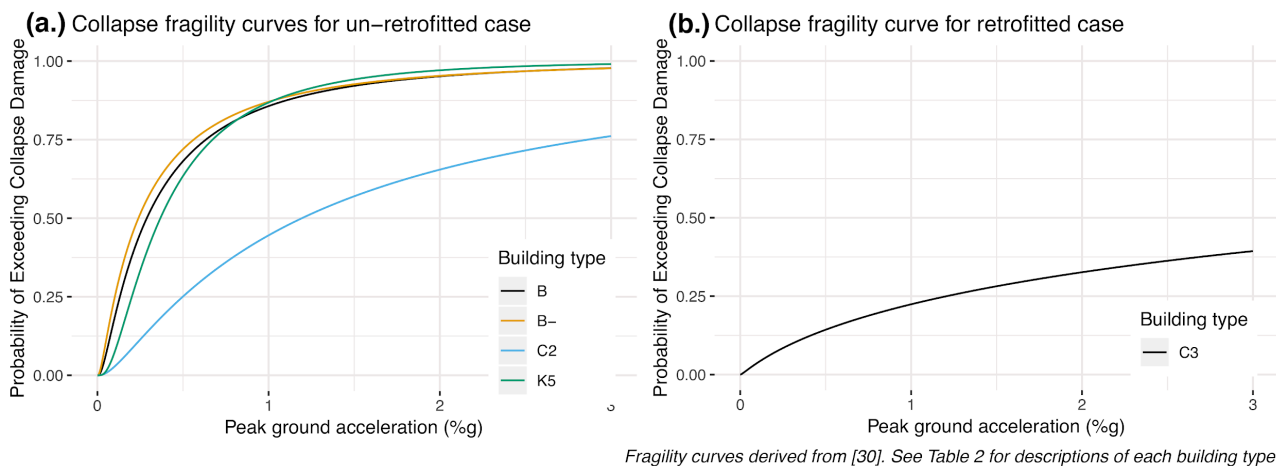 (a.) Collapse fragility curves for un−retrofitted case
Probability of Exceeding Collapse Damage
1.00
0.75
0.50
0.25
0.00
0
1
2
3
Peak ground acceleration (%g)
Building type
B
B−
C2
K5
(b.) Collapse fragility curve for retrofitted case
Probability of Exceeding Collapse Damage
1.00
0.75
0.50
0.25
0.00
0
1
2
3
Peak ground acceleration (%g)
Building type
C3
Fragility curves derived from [30]. See Table 2 for descriptions of each building type